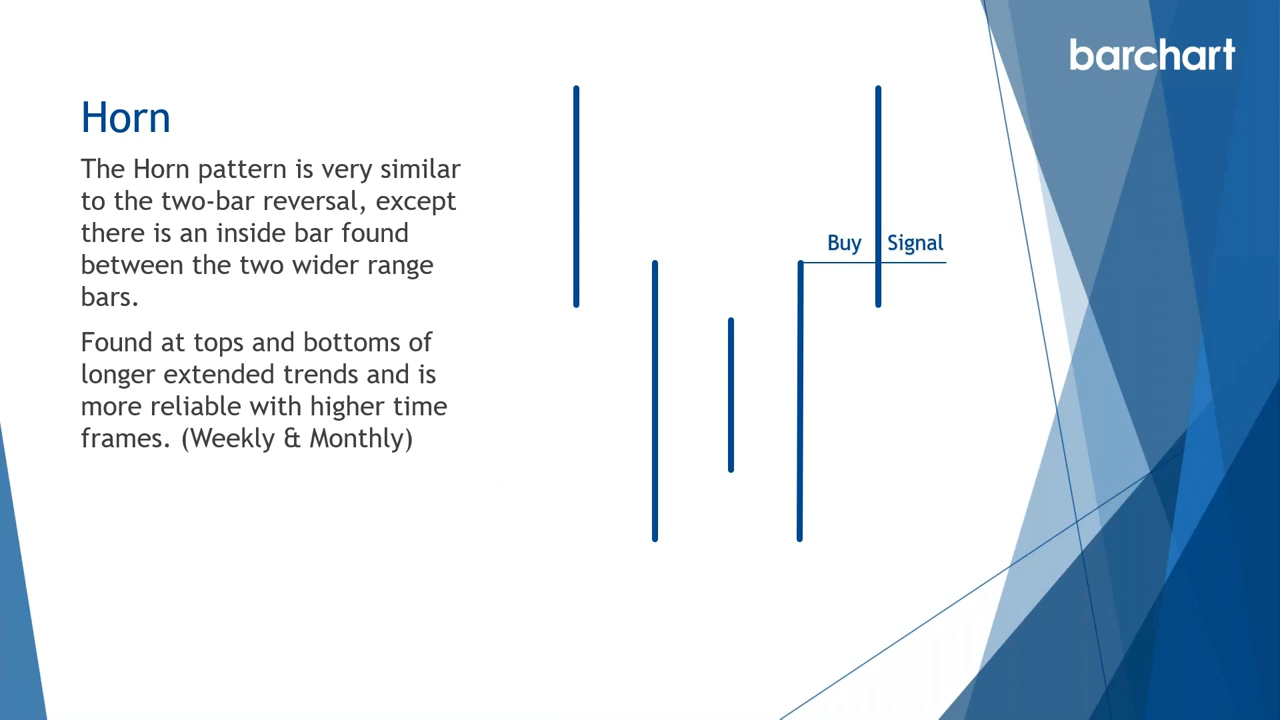 barchart
Horn
The Horn pattern is very similar
to the two-bar reversal, except
there is an inside bar found
between the two wider range
bars.
Found at tops and bottoms of
longer extended trends and is
more reliable with higher time
frames. (Weekly & Monthly)
Buy Signal